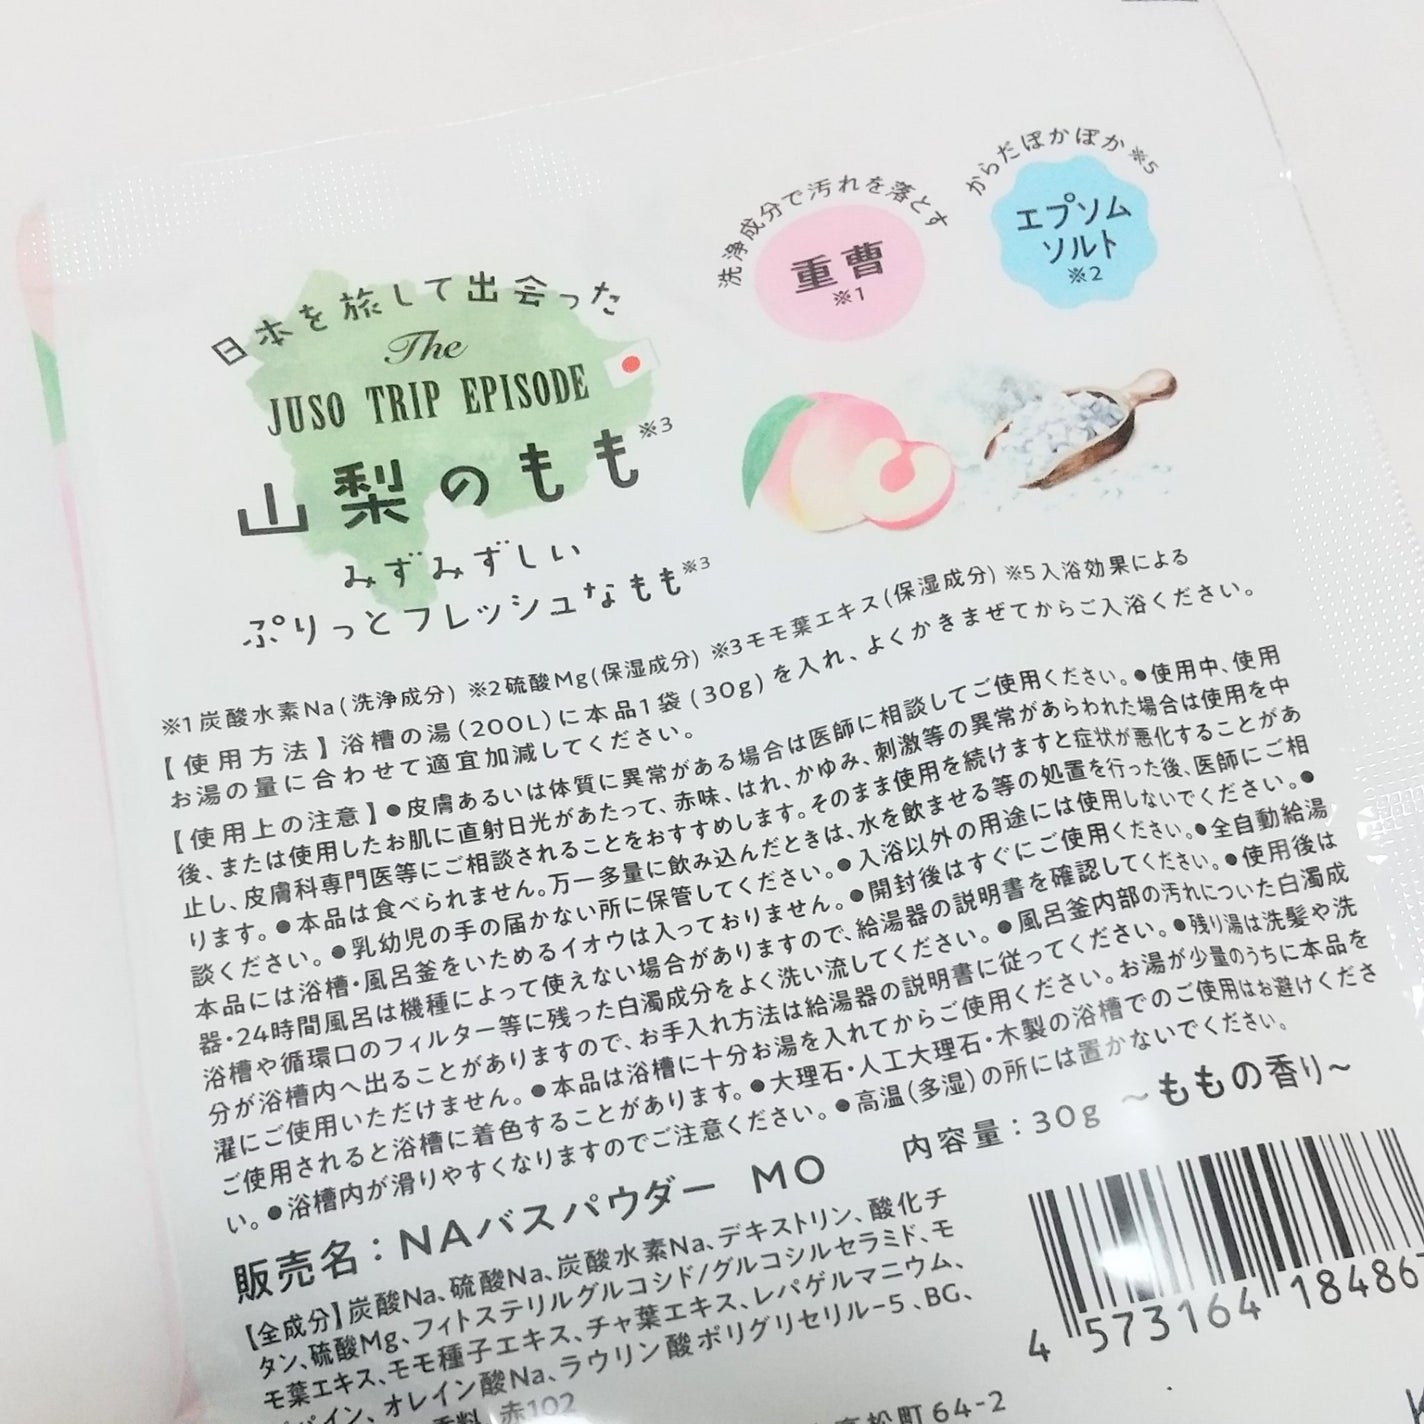 洗浄成分で汚れを落とす
重曹
※1
からだぽかぽか※5
エプソム
ソルト
※2
日本を旅して出会った
The
JUSO TRIP EPISODE
山梨のもも※3
みずみずしい
ぷりっとフレッシュなもも※3
※1炭酸水素Na(洗浄成分) ※2硫酸Mg(保湿成分) ※3モモ葉エキス(保湿成分) ※5入浴効果による
【使用方法】浴槽の湯(200L)に本品1袋(30g)を入れ、よくかきまぜてからご入浴ください。
お湯の量に合わせて適宜加減してください。
【使用上の注意】●皮膚あるいは体質に異常がある場合は医師に相談してご使用ください。●使用中、使用
後、または使用したお肌に直射日光があたって、赤味、はれ、かゆみ、刺激等の異常があらわれた場合は使用を中
止し、皮膚科専門医等にご相談されることをおすすめします。そのまま使用を続けますと症状が悪化することがあ
ります。●本品は食べられません。万一多量に飲み込んだときは、水を飲ませる等の処置を行った後、医師にご相
談ください。●乳幼児の手の届かない所に保管してください。●入浴以外の用途には使用しないでください。●
本品には浴槽・風呂釜をいためるイオウは入っておりません。●開封後はすぐにご使用ください。●全自動給湯
器・24時間風呂は機種によって使えない場合がありますので、給湯器の説明書を確認してください。●使用後は
浴槽や循環口のフィルター等に残った白濁成分をよく洗い流してください。●風呂釜内部の汚れについた白濁成
分が浴槽内へ出ることがありますので、お手入れ方法は給湯器の説明書に従ってください。●残り湯は洗髪や洗
濯にご使用いただけません。●本品は浴槽に十分お湯を入れてからご使用ください。お湯が少量のうちに本品を
ご使用されると浴槽に着色することがあります。●大理石・人工大理石・木製の浴槽でのご使用はお避けくださ
い。●浴槽内が滑りやすくなりますのでご注意ください。●高温(多湿)の所には置かないでください。
販売名：NAバスパウダー MO 内容量：30g ～ももの香り～
【全成分】炭酸Na、硫酸Na、炭酸水素Na、デキストリン、酸化チ
タン、硫酸Mg、フィトステリルグルコシド/グルコシルセラミド、モ
モ葉エキス、モモ種子エキス、チャ葉エキス、レパゲルマニウム、
パイン、オレイン酸Na、ラウリン酸ポリグリセリル-5、BG、
香料、赤102
4 573164 18486
高松町64-2